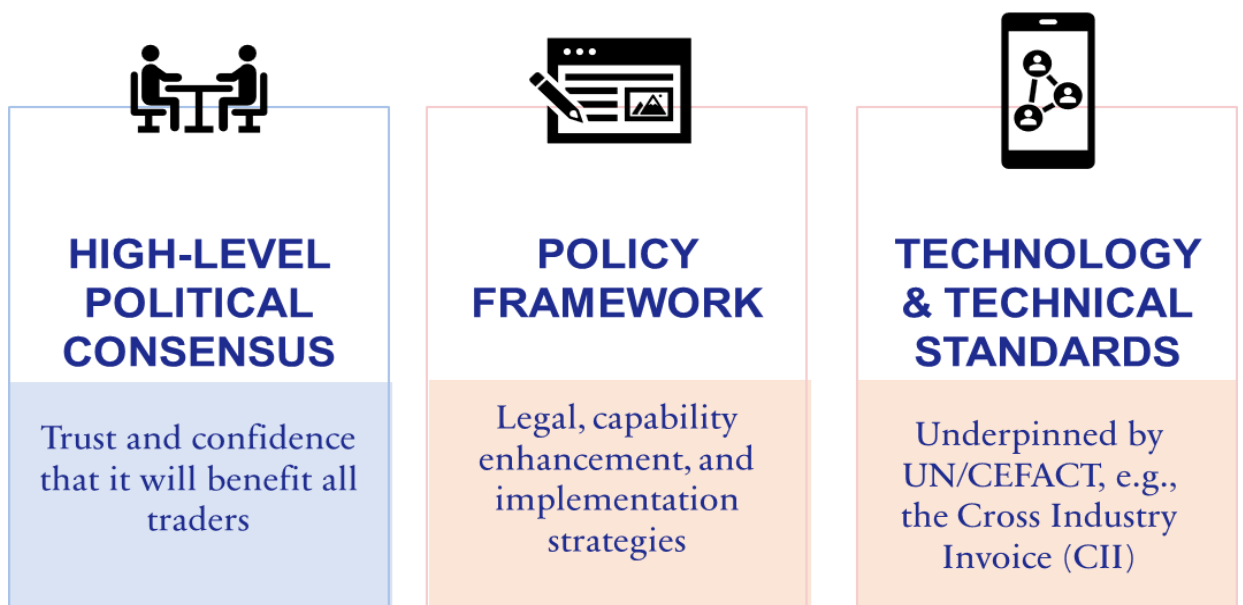 HIGH-LEVEL
POLITICAL
CONSENSUS
Trust and confidence
that it will benefit all
traders
POLICY
FRAMEWORK
Legal, capability
enhancement, and
implementation
strategies
TECHNOLOGY
& TECHNICAL
STANDARDS
Underpinned by
UN/CEFACT, e.g.,
the Cross Industry
Invoice (CII)